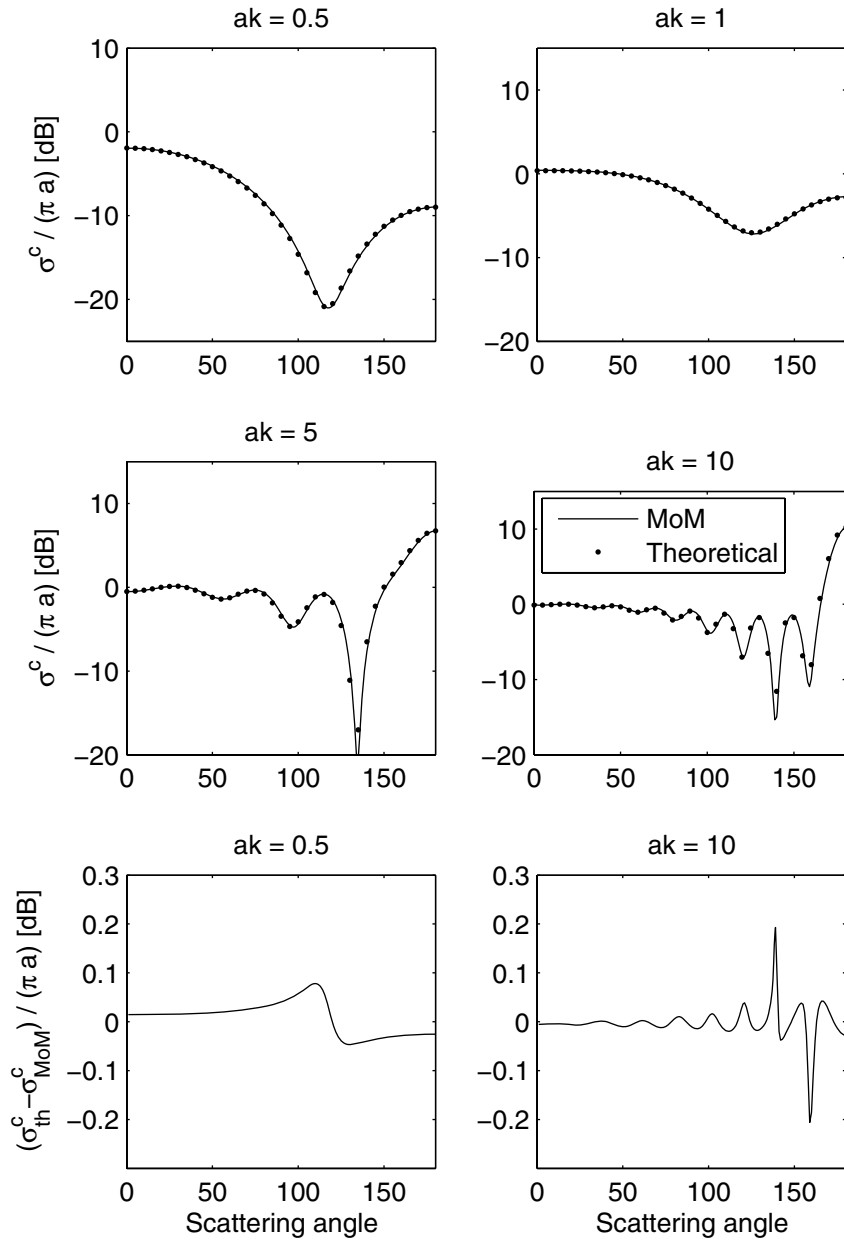 ak = 0.5
10
0
−10
−20
σ^c / (π a) [dB]
0 50 100 150
ak = 1
10
0
−10
−20
0 50 100 150
ak = 5
10
0
−10
−20
σ^c / (π a) [dB]
0 50 100 150
ak = 10
10
0
−10
−20
MoM
Theoretical
0 50 100 150
ak = 0.5
0.3
0.2
0.1
0
−0.1
−0.2
(σ^c_th−σ^c_MoM) / (π a) [dB]
0 50 100 150
Scattering angle
ak = 10
0.3
0.2
0.1
0
−0.1
−0.2
0 50 100 150
Scattering angle